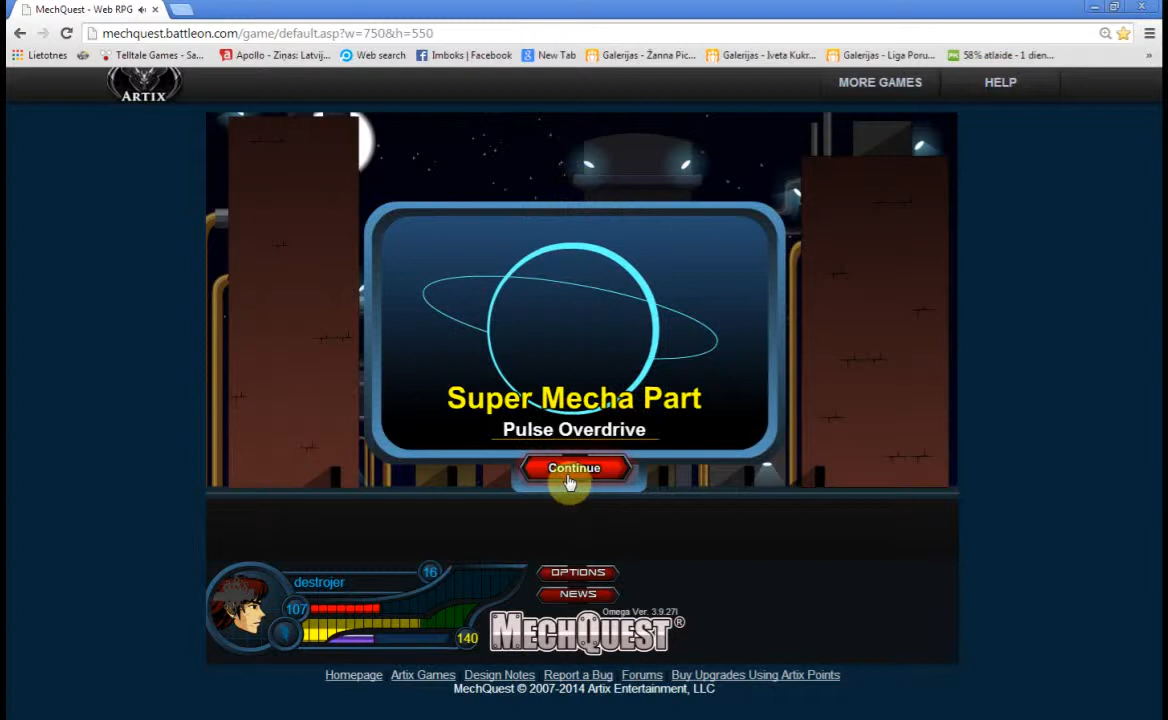 MechQuest - Web RPG
mechquest.battleon.com/game/default.asp?w=750&h=550
Lietotnes
Telltale Games - Sa...
Apollo - Ziņas: Latvij...
Web search
Imboks | Facebook
New Tab
Galerijas - Žanna Pic...
Galerijas - Iveta Kukr...
Galerijas - Liga Poru...
58% atlaide - 1 dien...
»
ARTIX
MORE GAMES
HELP
Super Mecha Part
Pulse Overdrive
Continue
destrojer
16
107
140
OPTIONS
NEWS
Omega Ver. 3.9.27l
MECHQUEST®
Homepage Artix Games Design Notes Report a Bug Forums Buy Upgrades Using Artix Points
MechQuest © 2007-2014 Artix Entertainment, LLC